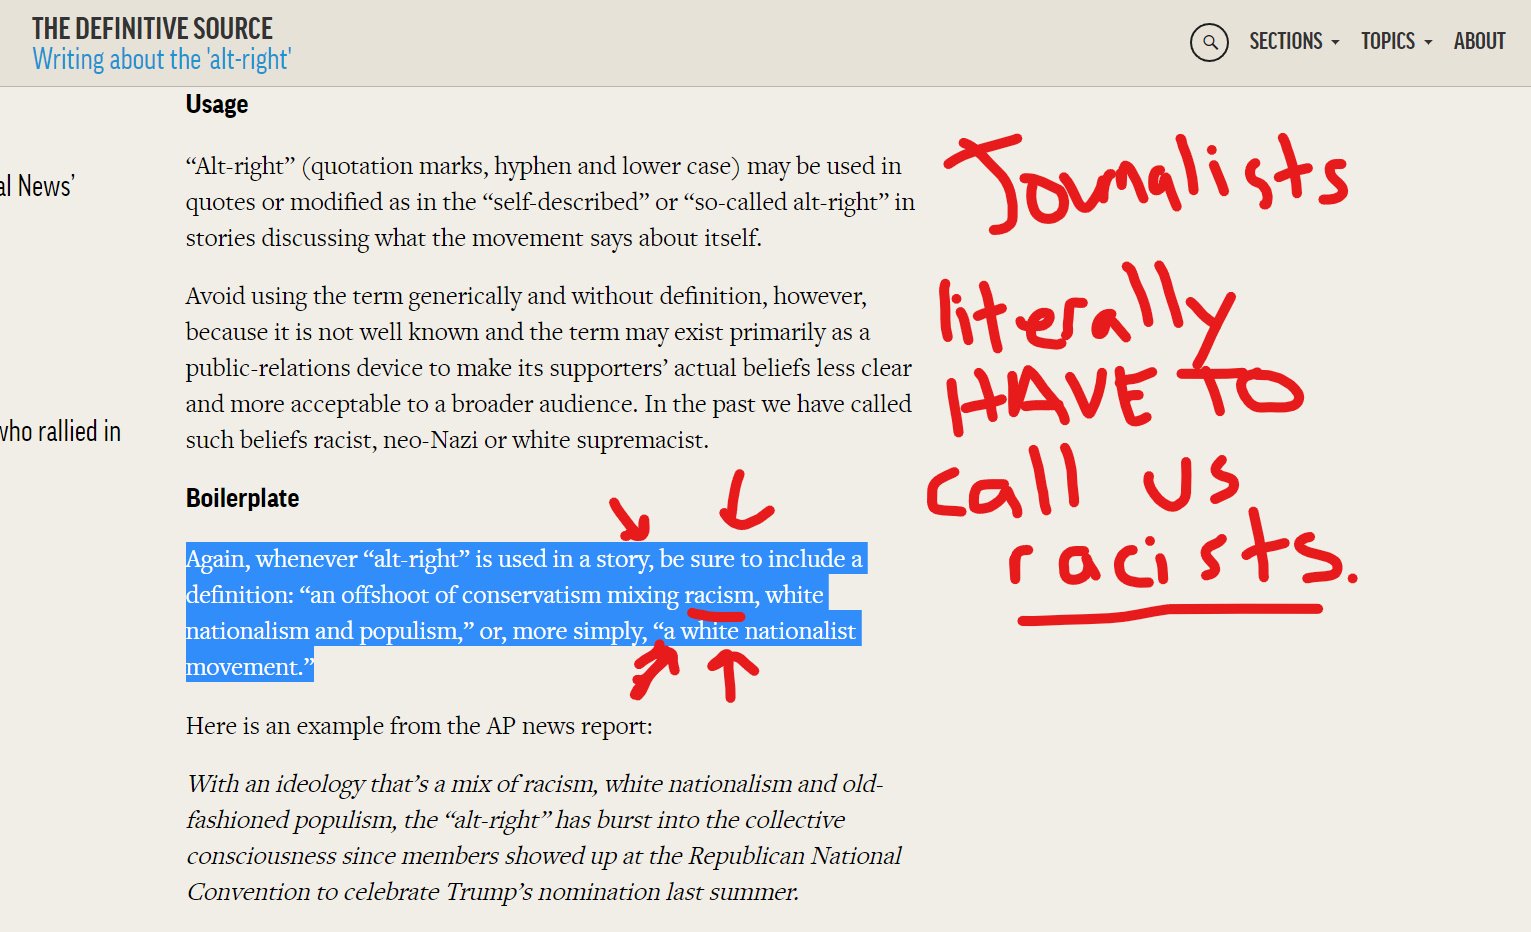 THE DEFINITIVE SOURCE
Writing about the 'alt-right'
SECTIONS
TOPICS
ABOUT
al News’
who rallied in
Usage
“Alt-right” (quotation marks, hyphen and lower case) may be used in
quotes or modified as in the “self-described” or “so-called alt-right” in
stories discussing what the movement says about itself.
Avoid using the term generically and without definition, however,
because it is not well known and the term may exist primarily as a
public-relations device to make its supporters’ actual beliefs less clear
and more acceptable to a broader audience. In the past we have called
such beliefs racist, neo-Nazi or white supremacist.
Boilerplate
Again, whenever “alt-right” is used in a story, be sure to include a
definition: “an offshoot of conservatism mixing racism, white
nationalism and populism,” or, more simply, “a white nationalist
movement.”
Here is an example from the AP news report:
With an ideology that’s a mix of racism, white nationalism and old-
fashioned populism, the “alt-right” has burst into the collective
consciousness since members showed up at the Republican National
Convention to celebrate Trump’s nomination last summer.
Journalists
literally
HAVE TO
call us
racists.